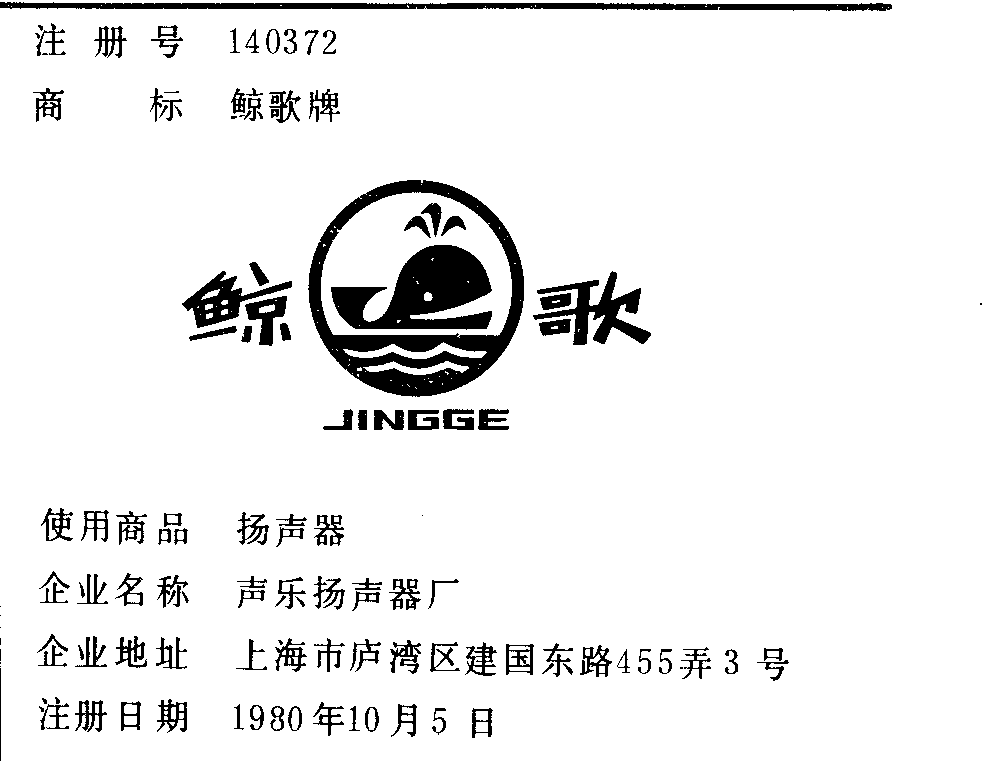 注册号 140372
商标 鲸歌牌
鲸歌
JINGGE
使用商品 扬声器
企业名称 声乐扬声器厂
企业地址 上海市庐湾区建国东路455弄3号
注册日期 1980年10月5日